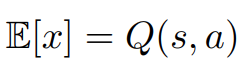 𝔼[x] = Q(s, a)